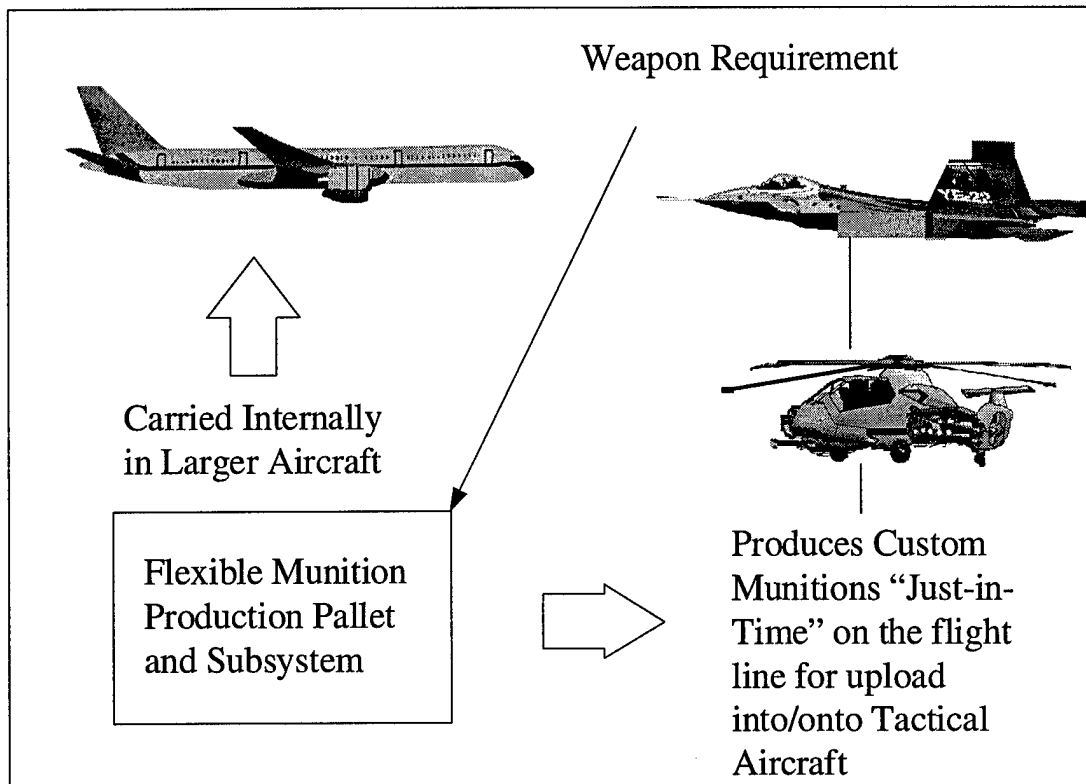 Weapon Requirement
YF-23
Carried Internally
in Larger Aircraft
Flexible Munition
Production Pallet
and Subsystem
Produces Custom
Munitions “Just-in-
Time” on the flight
line for upload
into/onto Tactical
Aircraft